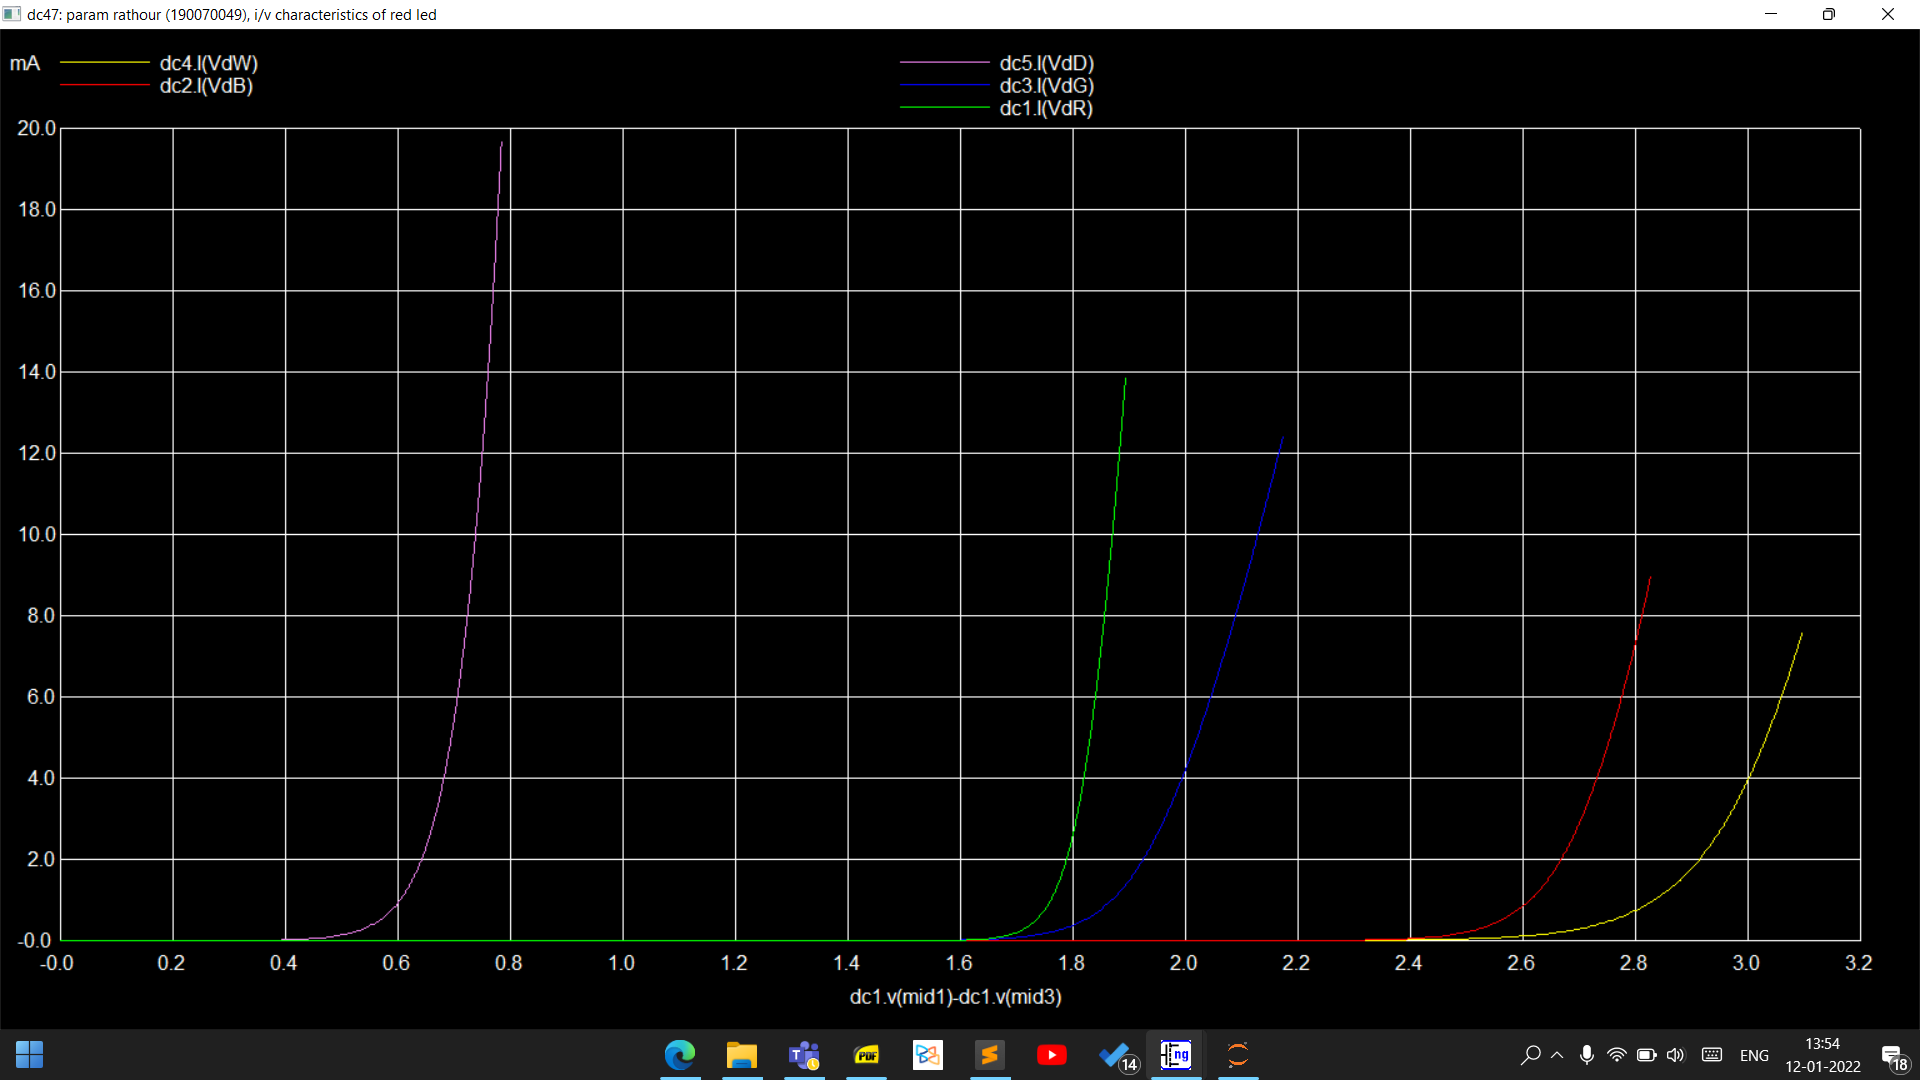 dc47: param rathour (190070049), i/v characteristics of red led
mA
dc4.I(VdW)
dc2.I(VdB)
dc5.I(VdD)
dc3.I(VdG)
dc1.I(VdR)
20.0
18.0
16.0
14.0
12.0
10.0
8.0
6.0
4.0
2.0
-0.0
-0.0 0.2 0.4 0.6 0.8 1.0 1.2 1.4 1.6 1.8 2.0 2.2 2.4 2.6 2.8 3.0 3.2
dc1.v(mid1)-dc1.v(mid3)
T
PDF
14
ng
ENG
13:54
12-01-2022
18